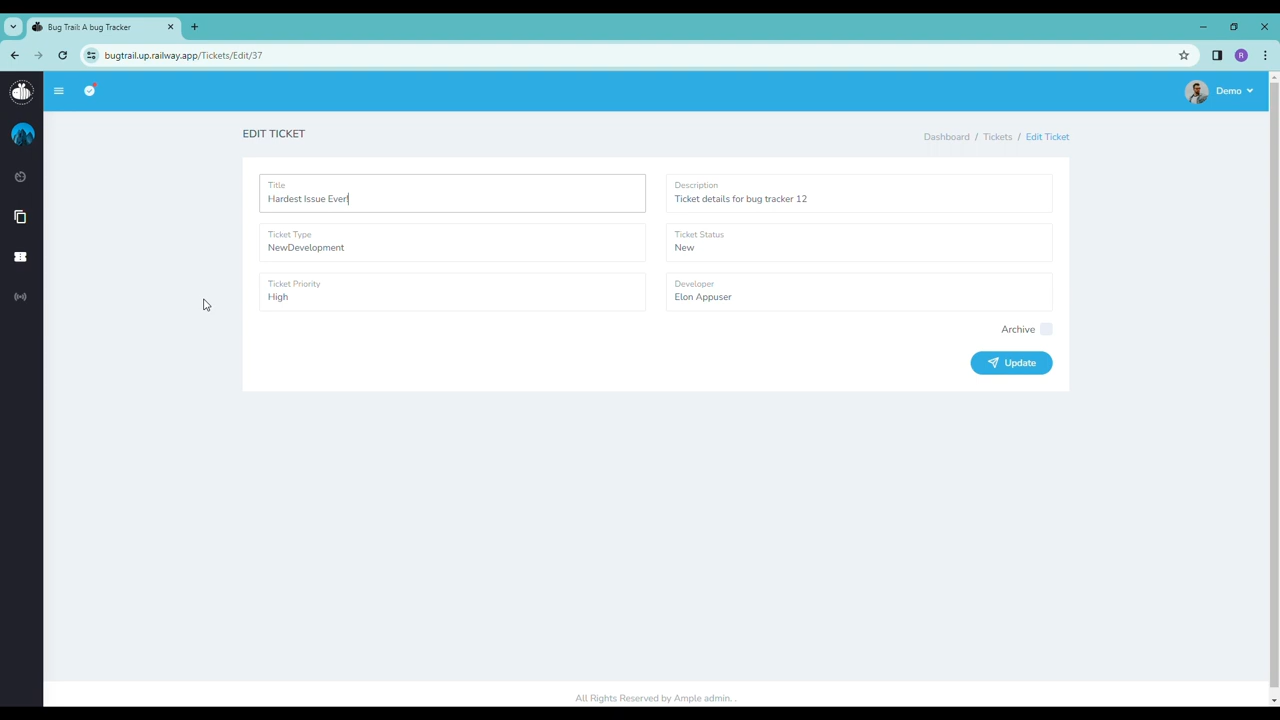 Bug Trail: A bug Tracker
bugtrail.up.railway.app/Tickets/Edit/37
R
Demo
EDIT TICKET
Dashboard / Tickets / Edit Ticket
Title
Hardest Issue Ever!
Description
Ticket details for bug tracker 12
Ticket Type
NewDevelopment
Ticket Status
New
Ticket Priority
High
Developer
Elon Appuser
Archive
Update
All Rights Reserved by Ample admin. .